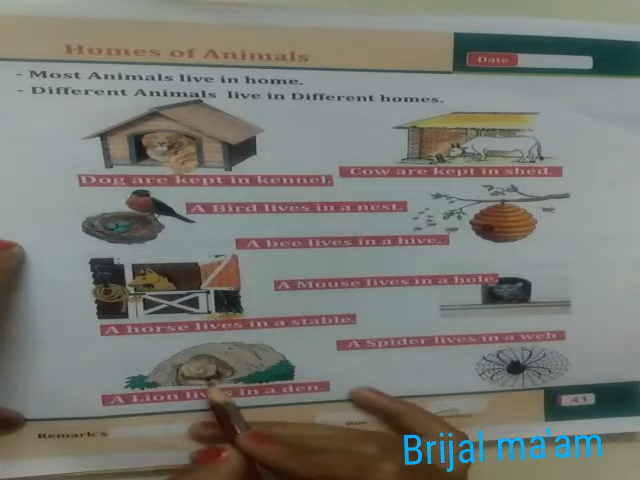 Homes of Animals
Date
- Most Animals live in home.
- Different Animals live in Different homes.
Dog are kept in kennel.
Cow are kept in shed.
A Bird lives in a nest.
A bee lives in a hive.
A Mouse lives in a hole.
A horse lives in a stable.
A Spider lives in a web
A Lion lives in a den.
41
Remark's
Date
Brijal ma'am